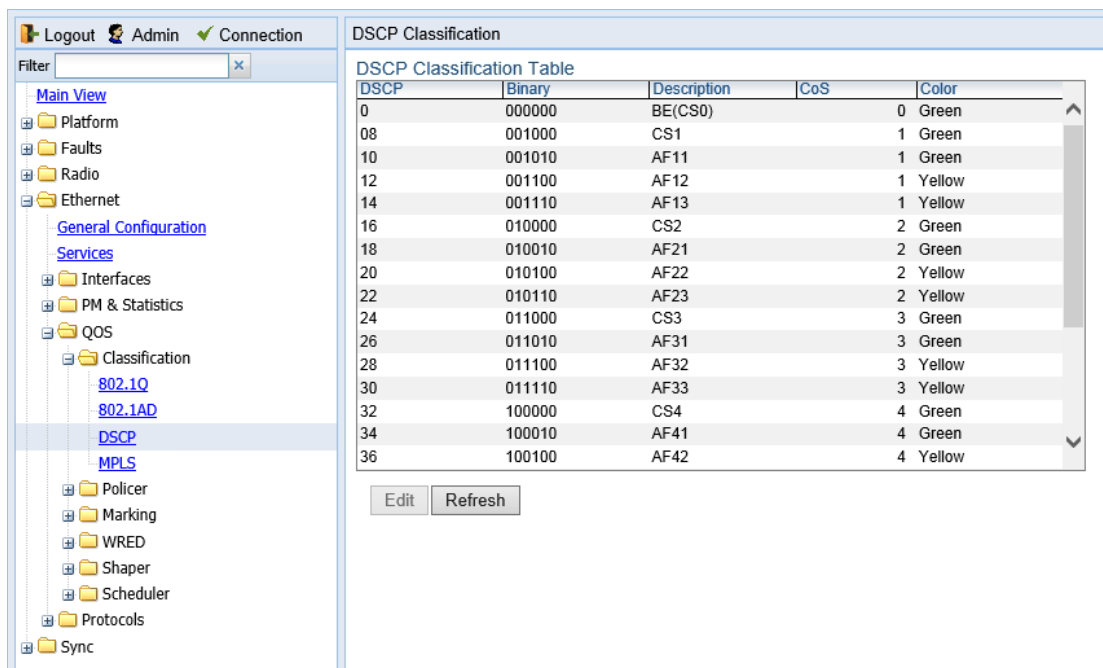 Logout Admin Connection
Filter
Main View
Platform
Faults
Radio
Ethernet
General Configuration
Services
Interfaces
PM & Statistics
QOS
Classification
802.1Q
802.1AD
DSCP
MPLS
Policer
Marking
WRED
Shaper
Scheduler
Protocols
Sync
DSCP Classification
DSCP Classification Table
DSCP Binary Description CoS Color
0 000000 BE(CS0) 0 Green
08 001000 CS1 1 Green
10 001010 AF11 1 Green
12 001100 AF12 1 Yellow
14 001110 AF13 1 Yellow
16 010000 CS2 2 Green
18 010010 AF21 2 Green
20 010100 AF22 2 Yellow
22 010110 AF23 2 Yellow
24 011000 CS3 3 Green
26 011010 AF31 3 Green
28 011100 AF32 3 Yellow
30 011110 AF33 3 Yellow
32 100000 CS4 4 Green
34 100010 AF41 4 Green
36 100100 AF42 4 Yellow
Edit Refresh